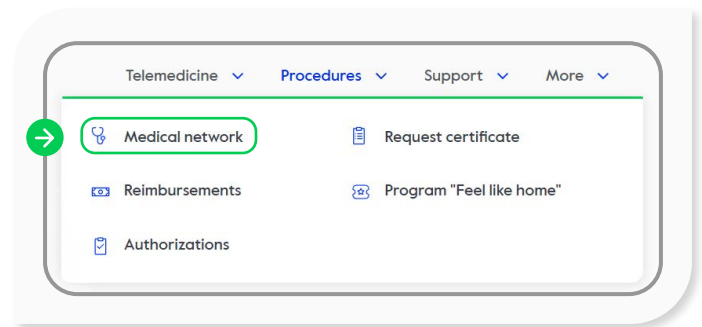 Telemedicine Procedures Support More
Medical network Request certificate
Reimbursements Program "Feel like home"
Authorizations